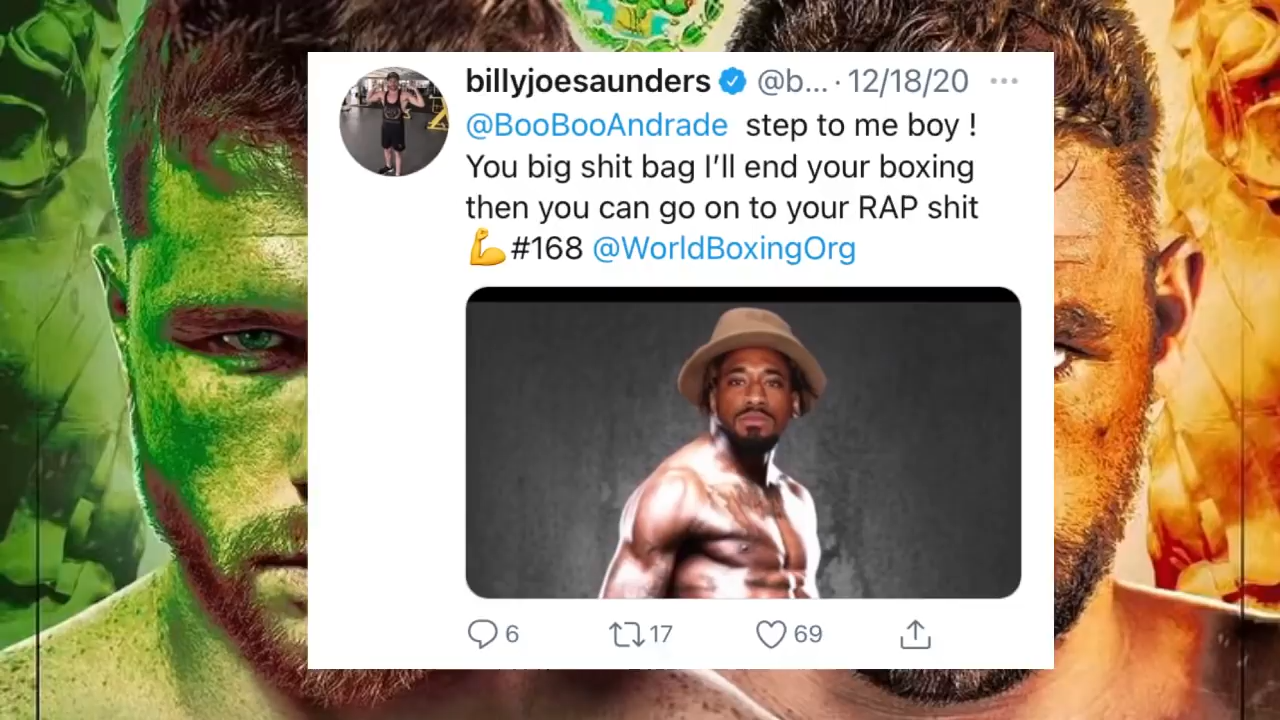 billyjoesaunders @b... · 12/18/20
@BooBooAndrade step to me boy !
You big shit bag I’ll end your boxing
then you can go on to your RAP shit
💪#168 @WorldBoxingOrg
6 17 69